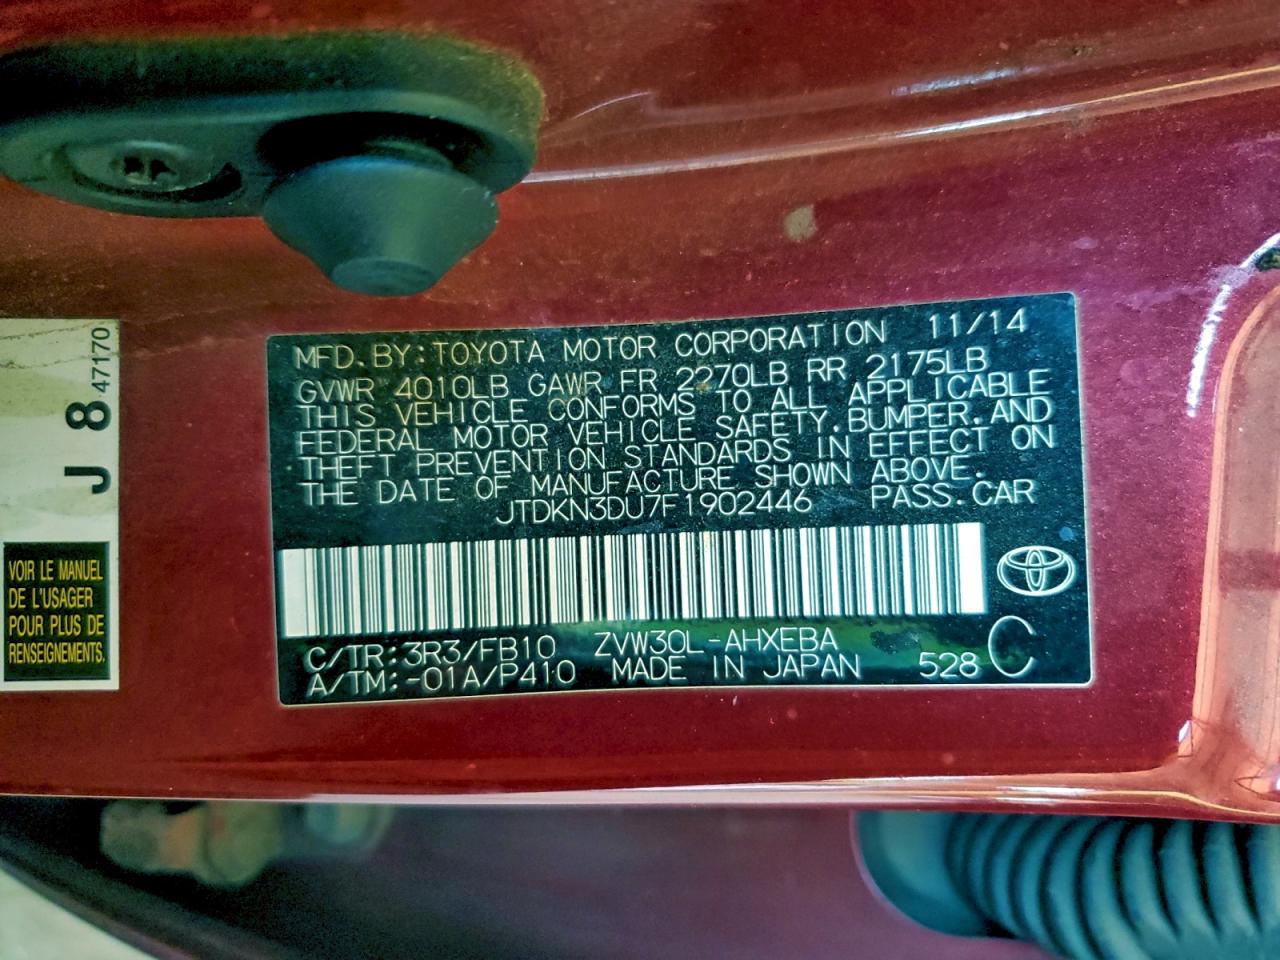 MFD.BY:TOYOTA MOTOR CORPORATION 11/14
GVWR 4010LB GAWR FR 2270LB RR 2175LB
THIS VEHICLE CONFORMS TO ALL APPLICABLE
FEDERAL MOTOR VEHICLE SAFETY,BUMPER,AND
THEFT PREVENTION STANDARDS IN EFFECT ON
THE DATE OF MANUFACTURE SHOWN ABOVE.
JTDKN3DU7F1902446 PASS.CAR
C/TR:3R3/FB10 ZVW30L-AHXEBA
A/TM:-01A/P410 MADE IN JAPAN 528 C
J 8 47170
VOIR LE MANUEL
DE L'USAGER
POUR PLUS DE
RENSEIGNEMENTS.